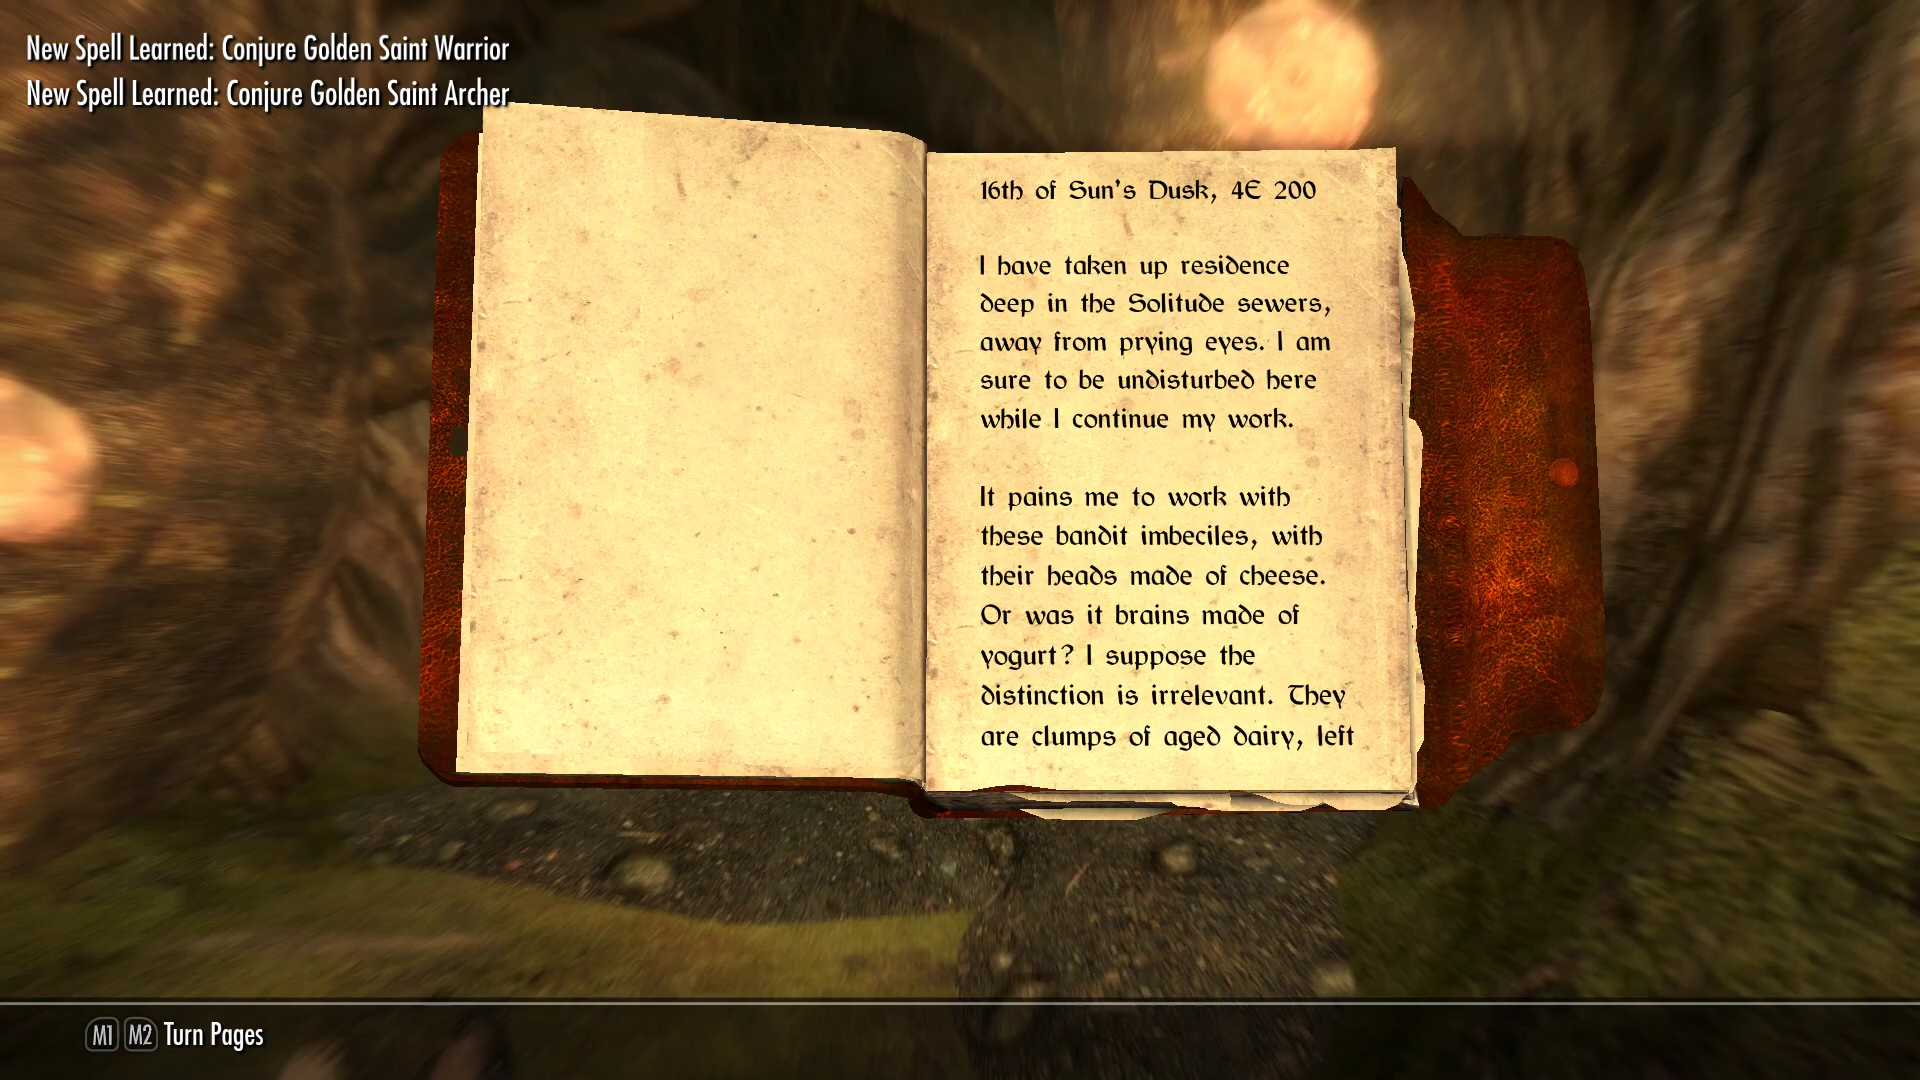 New Spell Learned: Conjure Golden Saint Warrior
New Spell Learned: Conjure Golden Saint Archer
16th of Sun's Dusk, 4E 200
I have taken up residence
deep in the Solitude sewers,
away from prying eyes. I am
sure to be undisturbed here
while I continue my work.
It pains me to work with
these bandit imbeciles, with
their heads made of cheese.
Or was it brains made of
yogurt? I suppose the
distinction is irrelevant. They
are clumps of aged dairy, left
M1 M2 Turn Pages